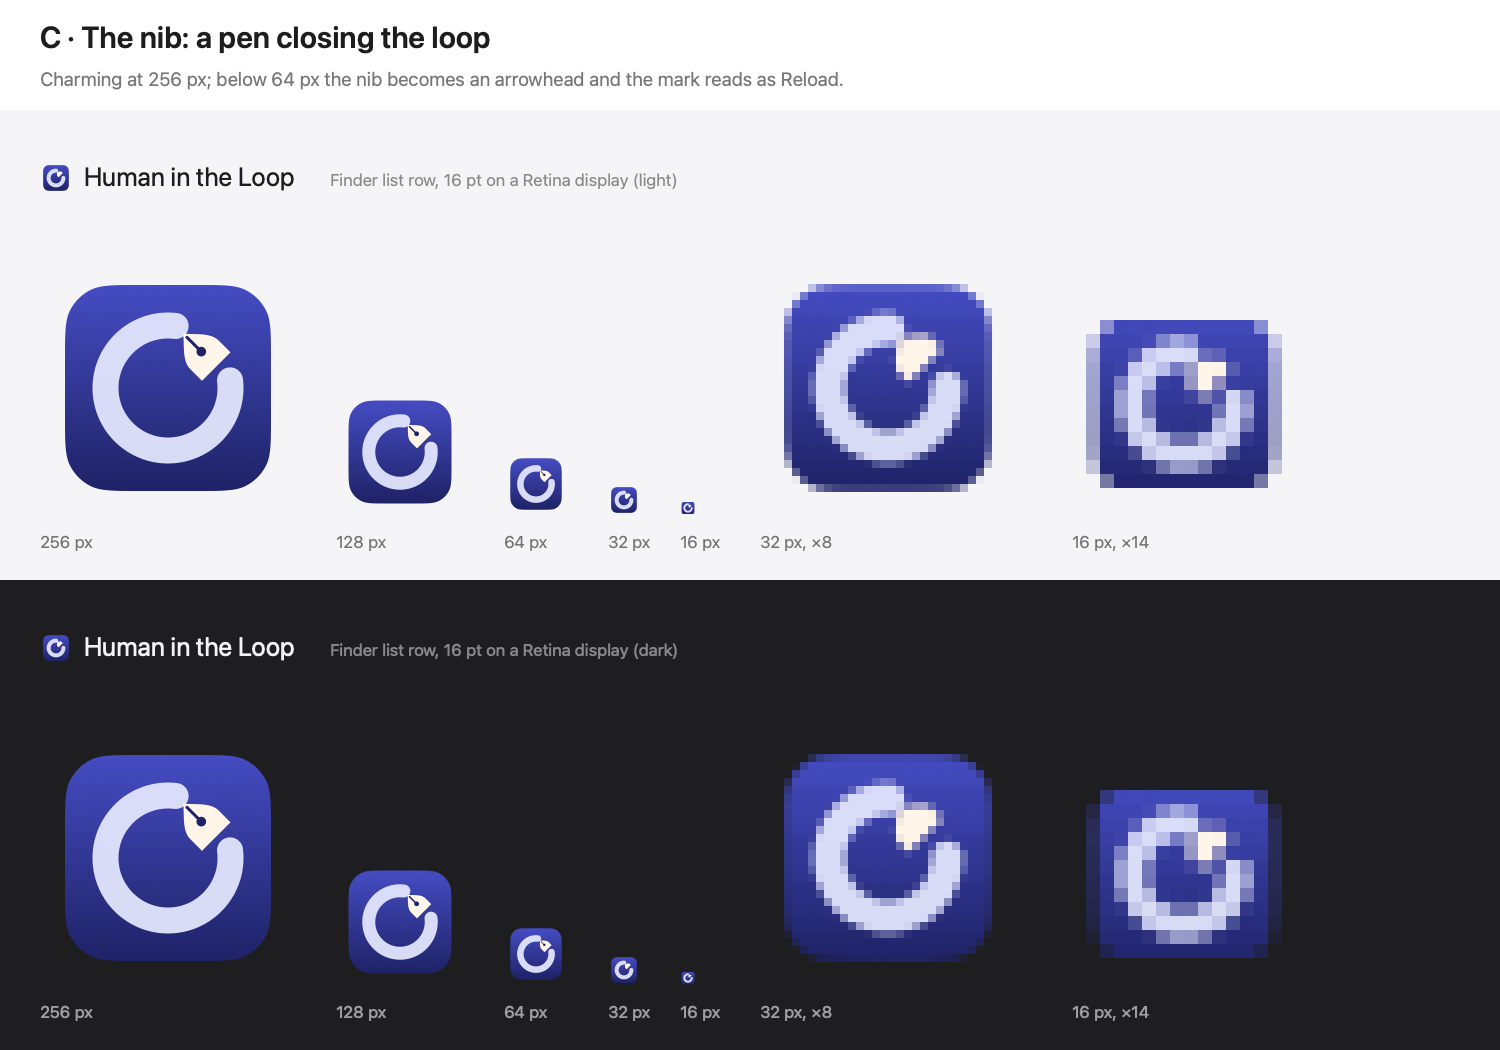 C · The nib: a pen closing the loop
Charming at 256 px; below 64 px the nib becomes an arrowhead and the mark reads as Reload.
Human in the Loop Finder list row, 16 pt on a Retina display (light)
256 px 128 px 64 px 32 px 16 px 32 px, ×8 16 px, ×14
Human in the Loop Finder list row, 16 pt on a Retina display (dark)
256 px 128 px 64 px 32 px 16 px 32 px, ×8 16 px, ×14